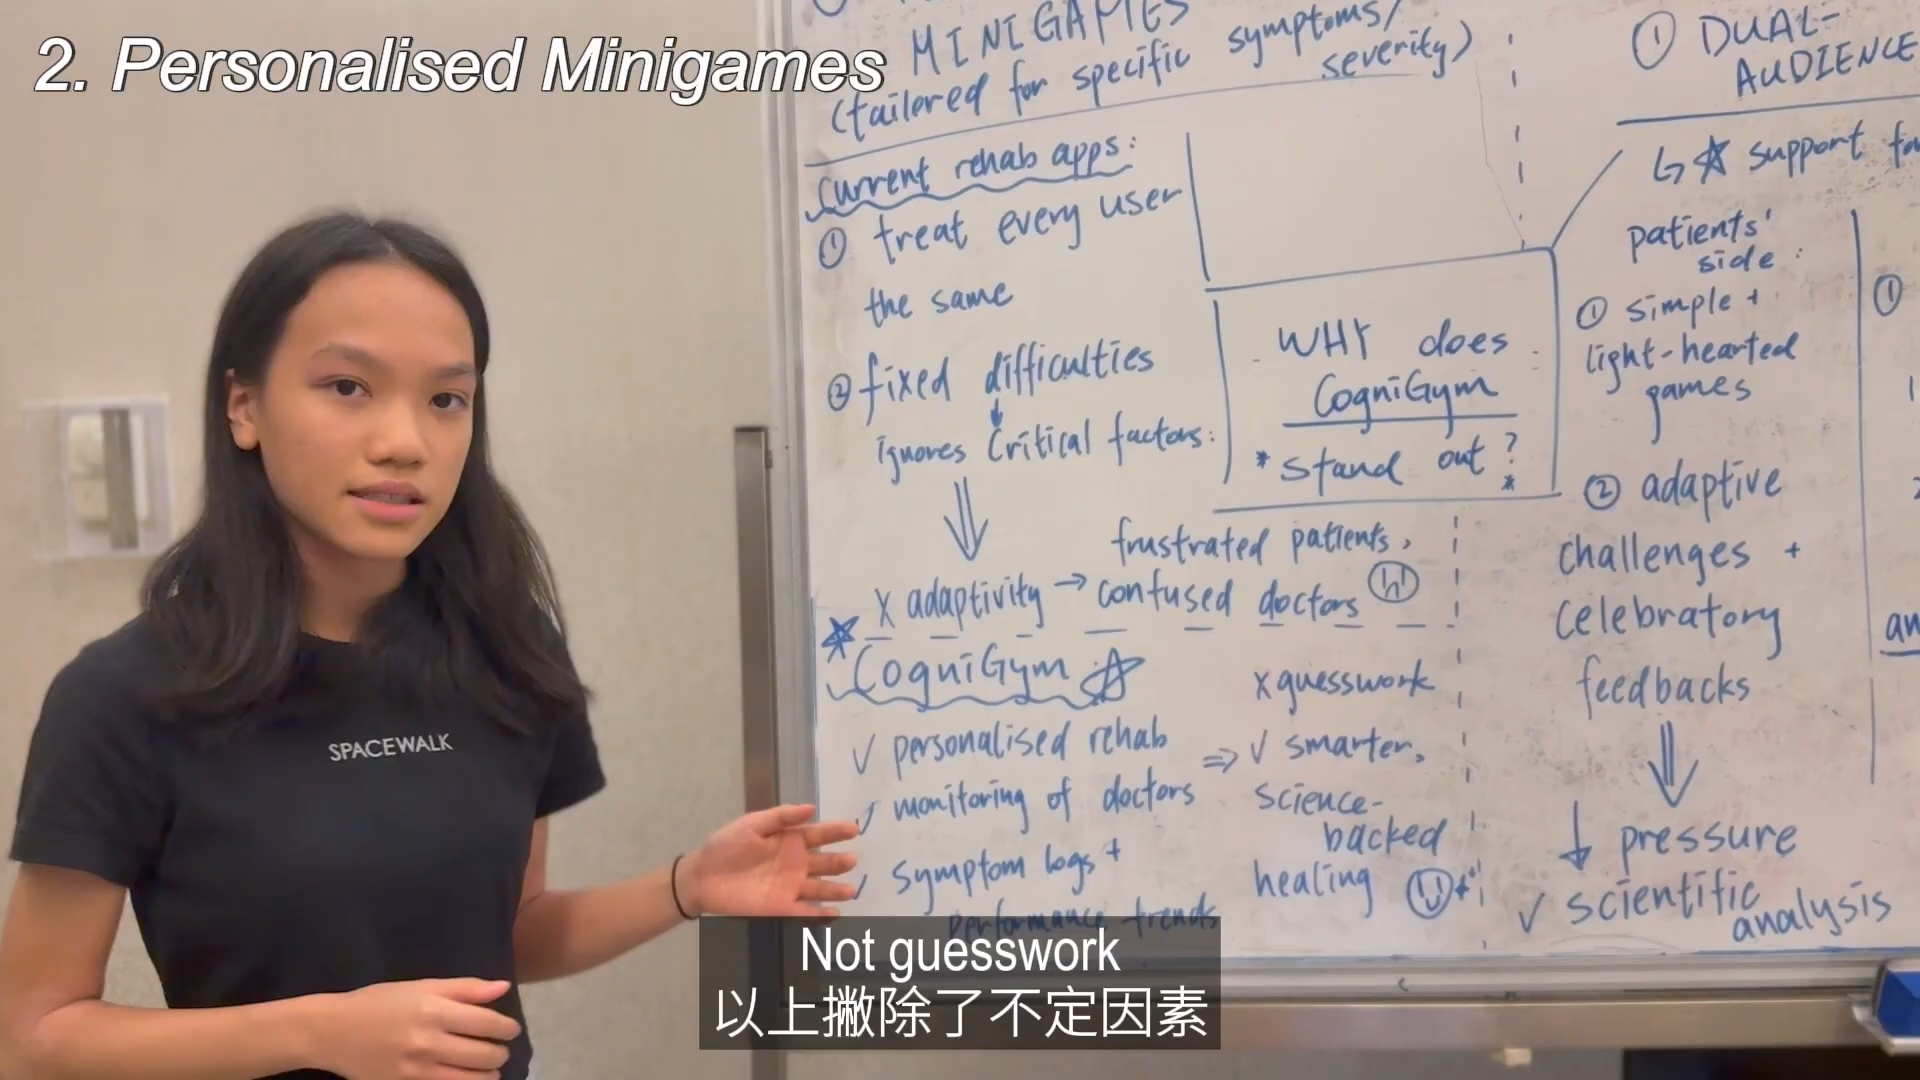 2. Personalised Minigames
MINIGAMES
(tailored for specific symptoms/
severity)
current rehab apps:
① treat every user
the same
② fixed difficulties
ignores critical factors:
x adaptivity → confused doctors
frustrated patients,
CogniGym
✓ personalised rehab
✓ monitoring of doctors
✓ symptom logs +
performance trends
x guesswork
⇒ ✓ smarter,
science-
backed
healing
WHY does
CogniGym
* stand out?
*
① DUAL-
AUDIENCE
↳ ☆ support
patients'
side:
① simple +
light-hearted
games
② adaptive
challenges +
celebratory
feedbacks
↓ pressure
✓ scientific
analysis
①
SPACEWALK
Not guesswork
以上撇除了不定因素